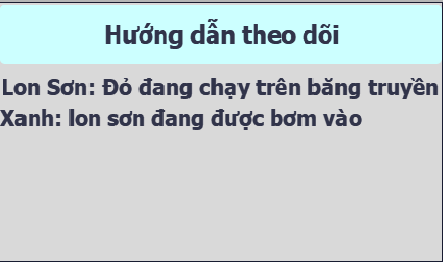 Hướng dẫn theo dõi
Lon Sơn: Đỏ đang chạy trên băng truyền
Xanh: lon sơn đang được bơm vào